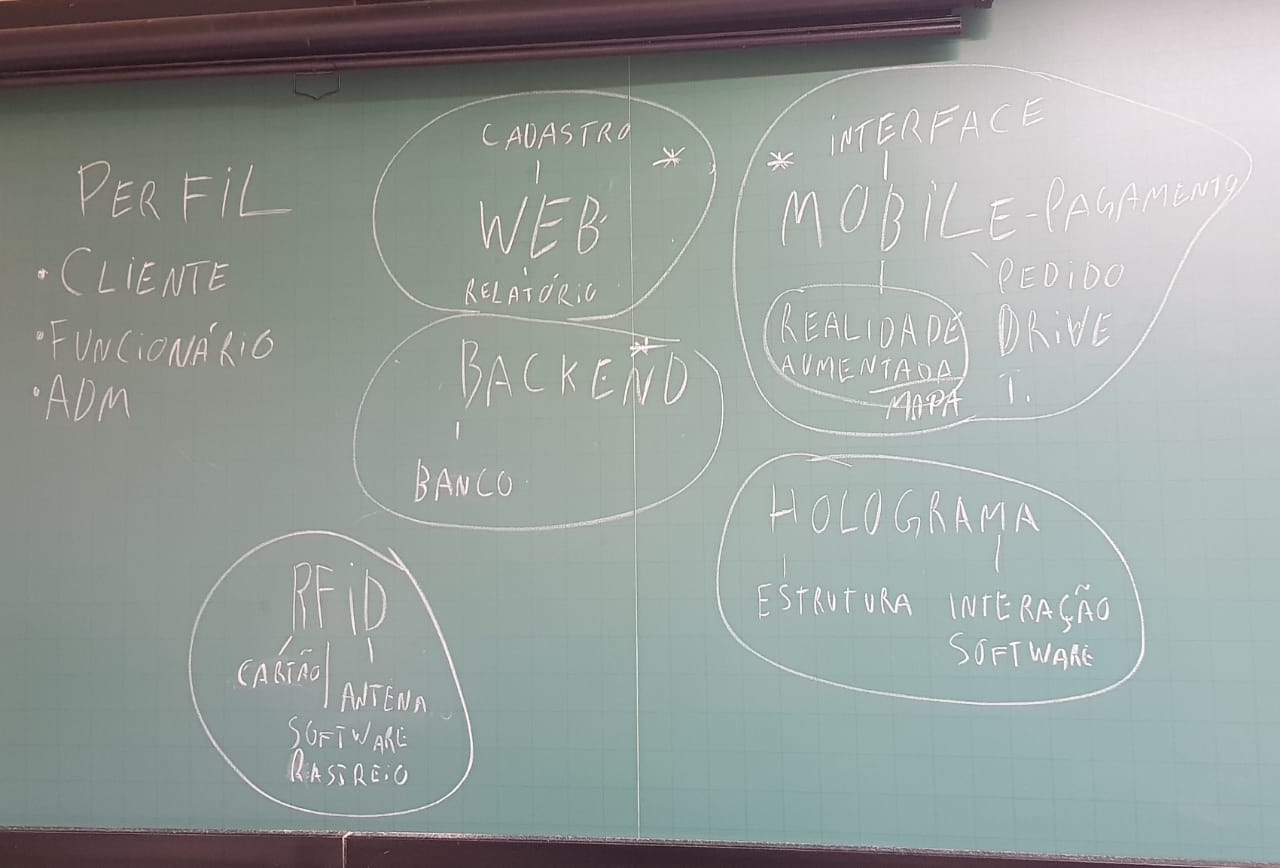 PERFIL
• CLIENTE
• FUNCIONÁRIO
• ADM
CADASTRO
*
WEB
RELATÓRIO
*
BACKEND
BANCO
RFID
CARTÃO
ANTENA
SOFTWARE
RASTREIO
INTERFACE
*
MOBILE - PAGAMENTO
PEDIDO
REALIDADE
AUMENTADA
MAPA
DRIVE
T.
HOLOGRAMA
ESTRUTURA
INTERAÇÃO
SOFTWARE